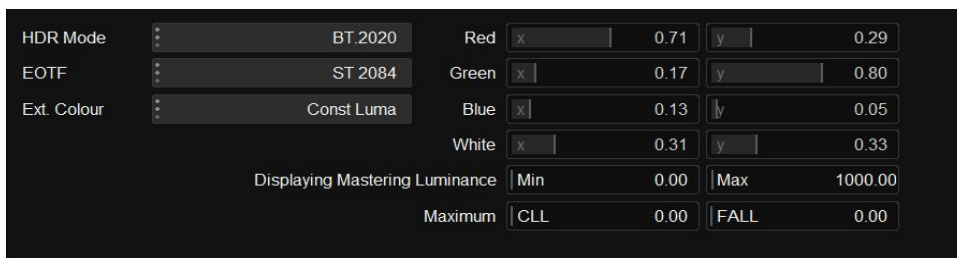 HDR Mode BT.2020 Red x 0.71 y 0.29
EOTF ST 2084 Green x 0.17 y 0.80
Ext. Colour Const Luma Blue x 0.13 y 0.05
White x 0.31 y 0.33
Displaying Mastering Luminance Min 0.00 Max 1000.00
Maximum CLL 0.00 FALL 0.00